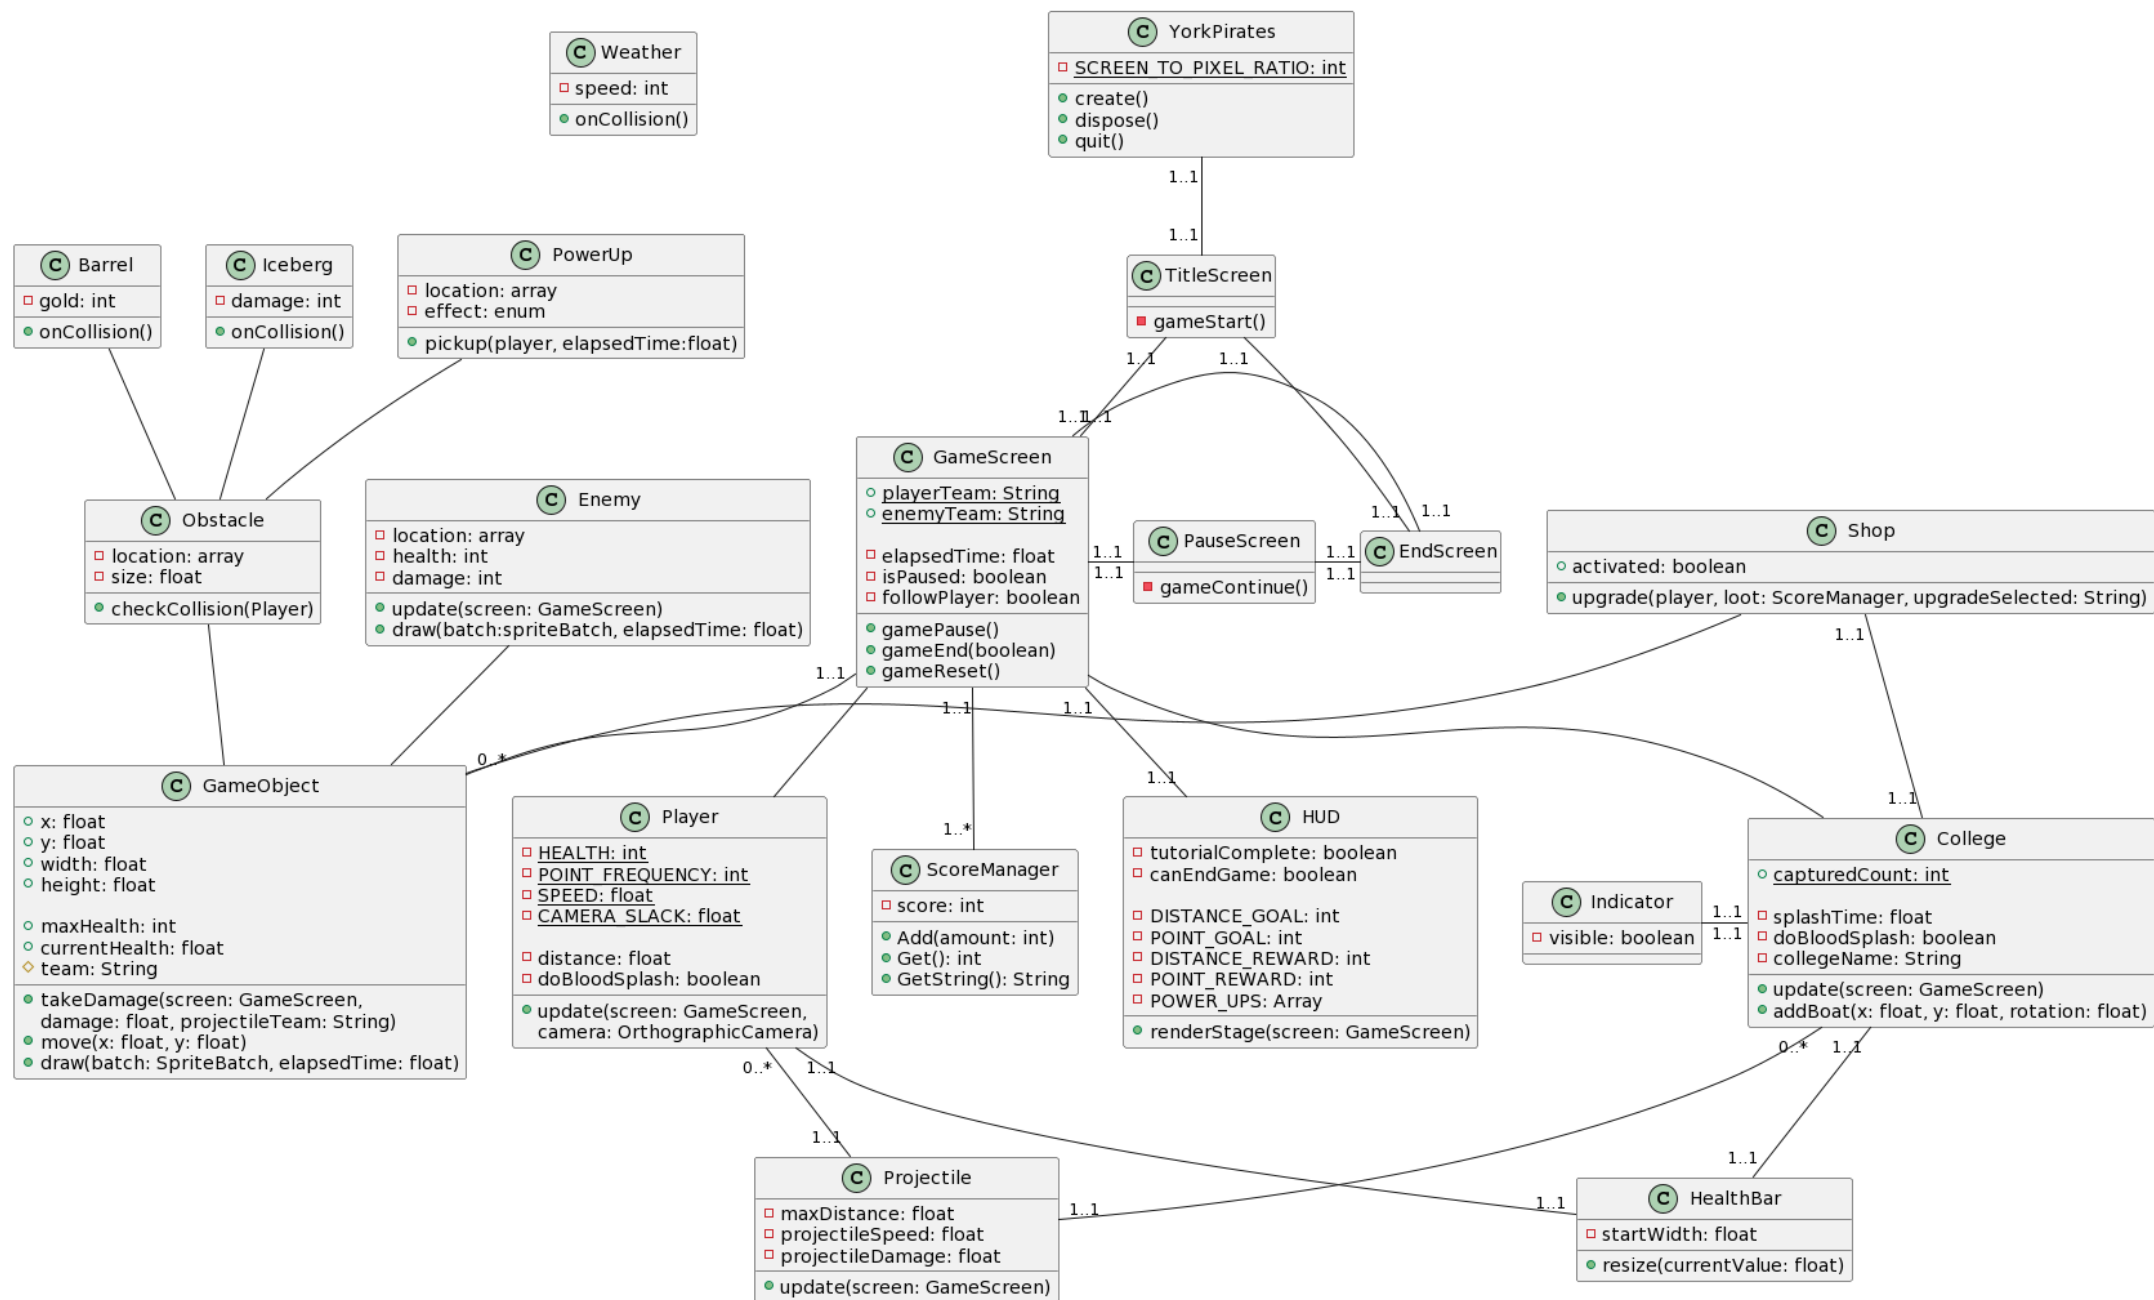 C Weather
speed: int
onCollision()
C YorkPirates
SCREEN_TO_PIXEL_RATIO: int
create()
dispose()
quit()
1..1
1..1
C Barrel
gold: int
onCollision()
C Iceberg
damage: int
onCollision()
C PowerUp
location: array
effect: enum
pickup(player, elapsedTime:float)
C TitleScreen
gameStart()
1..1
1..1
1..1
1..1
C Obstacle
location: array
size: float
checkCollision(Player)
C Enemy
location: array
health: int
damage: int
update(screen: GameScreen)
draw(batch:spriteBatch, elapsedTime: float)
C GameScreen
playerTeam: String
enemyTeam: String
elapsedTime: float
isPaused: boolean
followPlayer: boolean
gamePause()
gameEnd(boolean)
gameReset()
1..1
1..1
C PauseScreen
gameContinue()
1..1
1..1
1..1
1..1
C EndScreen
C Shop
activated: boolean
upgrade(player, loot: ScoreManager, upgradeSelected: String)
1..1
1..1
1..1
1..1
0..*
1..1
1..*
1..1
C GameObject
x: float
y: float
width: float
height: float
maxHealth: int
currentHealth: float
team: String
takeDamage(screen: GameScreen,
damage: float, projectileTeam: String)
move(x: float, y: float)
draw(batch: SpriteBatch, elapsedTime: float)
C Player
HEALTH: int
POINT_FREQUENCY: int
SPEED: float
CAMERA_SLACK: float
distance: float
doBloodSplash: boolean
update(screen: GameScreen,
camera: OrthographicCamera)
C ScoreManager
score: int
Add(amount: int)
Get(): int
GetString(): String
C HUD
tutorialComplete: boolean
canEndGame: boolean
DISTANCE_GOAL: int
POINT_GOAL: int
DISTANCE_REWARD: int
POINT_REWARD: int
POWER_UPS: Array
renderStage(screen: GameScreen)
C Indicator
visible: boolean
1..1
1..1
1..1
C College
capturedCount: int
splashTime: float
doBloodSplash: boolean
collegeName: String
update(screen: GameScreen)
addBoat(x: float, y: float, rotation: float)
0..*
1..1
0..*
1..1
1..1
1..1
1..1
1..1
C Projectile
maxDistance: float
projectileSpeed: float
projectileDamage: float
update(screen: GameScreen)
C HealthBar
startWidth: float
resize(currentValue: float)